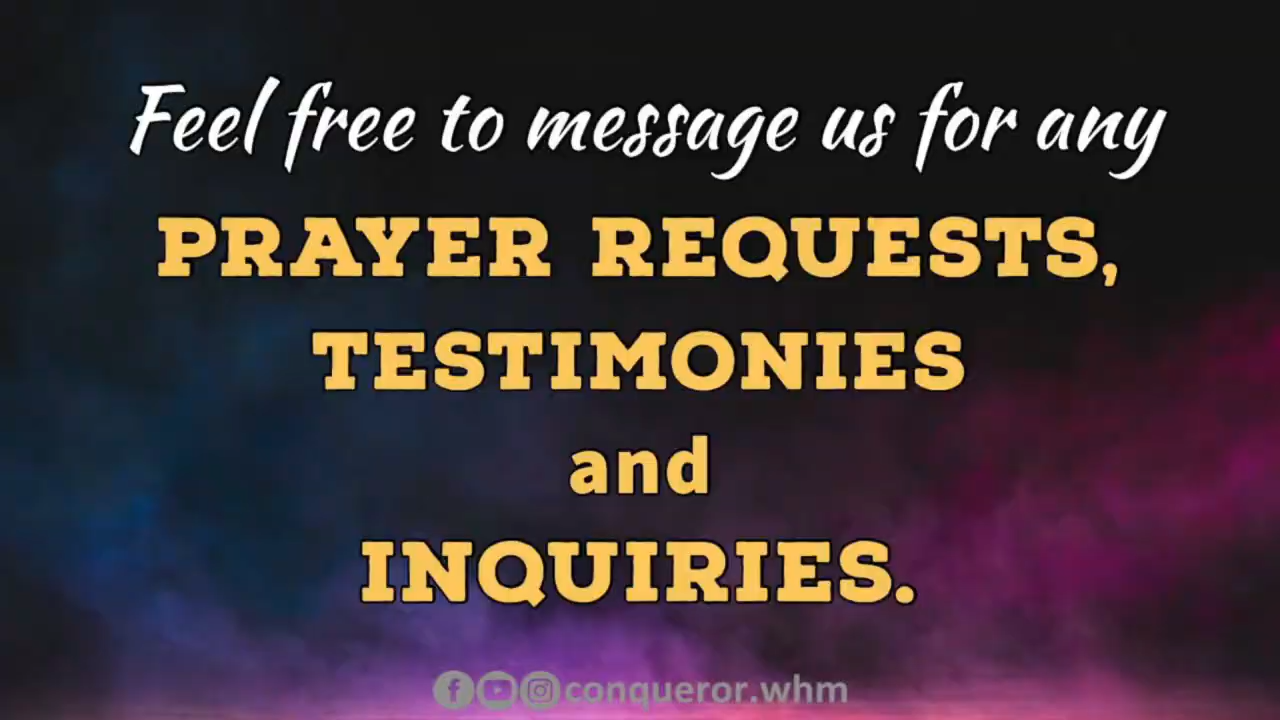 Feel free to message us for any
PRAYER REQUESTS,
TESTIMONIES
and
INQUIRIES.
conqueror.whm